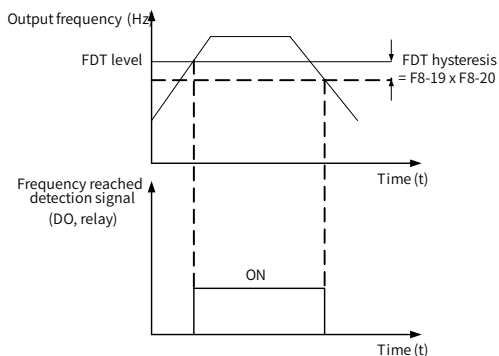 Output frequency (Hz)
FDT level
FDT hysteresis
= F8-19 x F8-20
Time (t)
Frequency reached
detection signal
(DO, relay)
ON
Time (t)